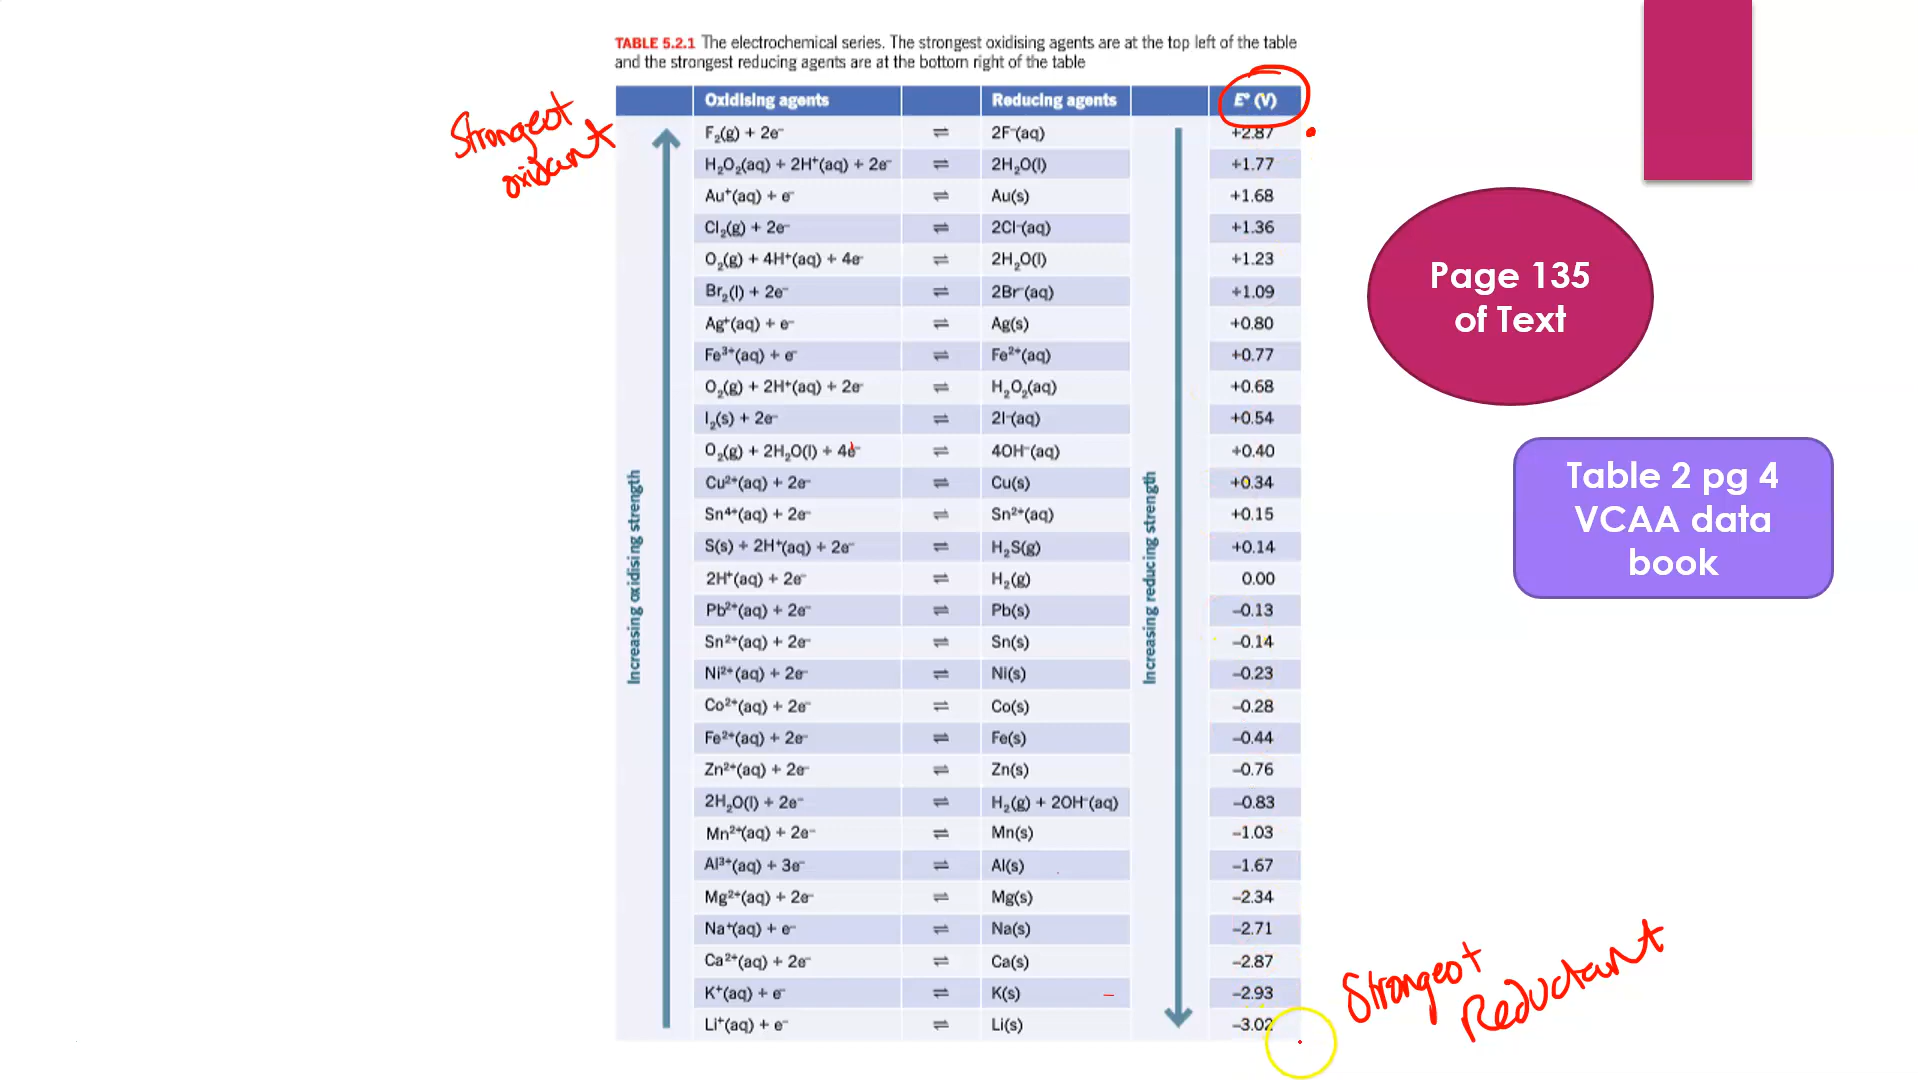 TABLE 5.2.1 The electrochemical series. The strongest oxidising agents are at the top left of the table
and the strongest reducing agents are at the bottom right of the table
Strongest
oxidant
Oxidising agents Reducing agents E° (V)
F₂(g) + 2e⁻ ⇌ 2F⁻(aq) +2.87
H₂O₂(aq) + 2H⁺(aq) + 2e⁻ ⇌ 2H₂O(l) +1.77
Au⁺(aq) + e⁻ ⇌ Au(s) +1.68
Cl₂(g) + 2e⁻ ⇌ 2Cl⁻(aq) +1.36
O₂(g) + 4H⁺(aq) + 4e⁻ ⇌ 2H₂O(l) +1.23
Br₂(l) + 2e⁻ ⇌ 2Br⁻(aq) +1.09
Ag⁺(aq) + e⁻ ⇌ Ag(s) +0.80
Fe³⁺(aq) + e⁻ ⇌ Fe²⁺(aq) +0.77
O₂(g) + 2H⁺(aq) + 2e⁻ ⇌ H₂O₂(aq) +0.68
I₂(s) + 2e⁻ ⇌ 2I⁻(aq) +0.54
O₂(g) + 2H₂O(l) + 4e⁻ ⇌ 4OH⁻(aq) +0.40
Cu²⁺(aq) + 2e⁻ ⇌ Cu(s) +0.34
Sn⁴⁺(aq) + 2e⁻ ⇌ Sn²⁺(aq) +0.15
S(s) + 2H⁺(aq) + 2e⁻ ⇌ H₂S(g) +0.14
2H⁺(aq) + 2e⁻ ⇌ H₂(g) 0.00
Pb²⁺(aq) + 2e⁻ ⇌ Pb(s) –0.13
Sn²⁺(aq) + 2e⁻ ⇌ Sn(s) –0.14
Ni²⁺(aq) + 2e⁻ ⇌ Ni(s) –0.23
Co²⁺(aq) + 2e⁻ ⇌ Co(s) –0.28
Fe²⁺(aq) + 2e⁻ ⇌ Fe(s) –0.44
Zn²⁺(aq) + 2e⁻ ⇌ Zn(s) –0.76
2H₂O(l) + 2e⁻ ⇌ H₂(g) + 2OH⁻(aq) –0.83
Mn²⁺(aq) + 2e⁻ ⇌ Mn(s) –1.03
Al³⁺(aq) + 3e⁻ ⇌ Al(s) –1.67
Mg²⁺(aq) + 2e⁻ ⇌ Mg(s) –2.34
Na⁺(aq) + e⁻ ⇌ Na(s) –2.71
Ca²⁺(aq) + 2e⁻ ⇌ Ca(s) –2.87
K⁺(aq) + e⁻ ⇌ K(s) –2.93
Li⁺(aq) + e⁻ ⇌ Li(s) –3.02
Increasing oxidising strength
Increasing reducing strength
Page 135
of Text
Table 2 pg 4
VCAA data
book
Strongest
Reductant